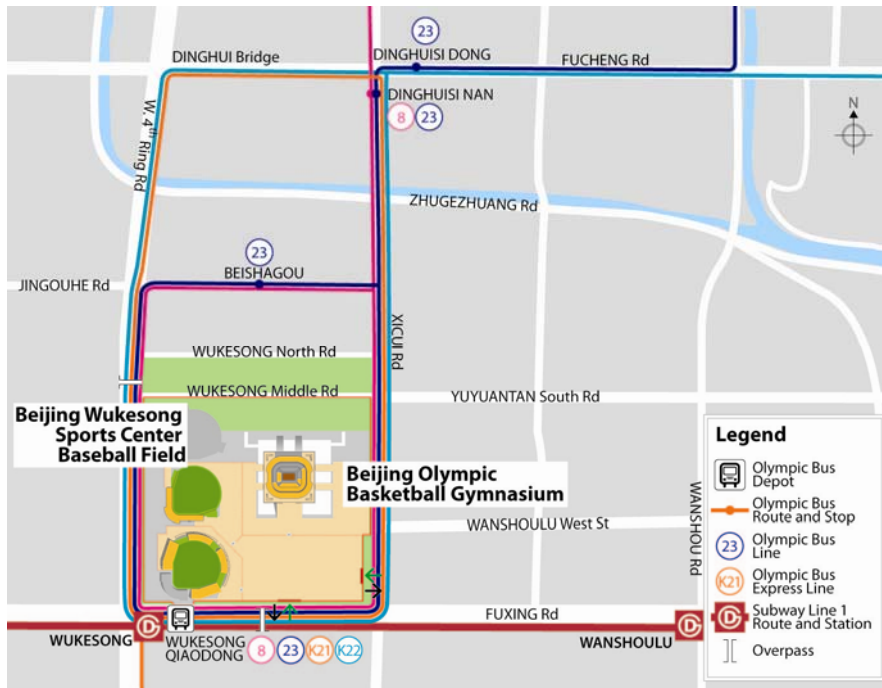 23
DINGHUI Bridge
DINGHUISI DONG
FUCHENG Rd
DINGHUISI NAN
8 23
N
W. 4th Ring Rd
ZHUGEZHUANG Rd
23
BEISHAGOU
JINGOUHE Rd
XICUI Rd
WUKESONG North Rd
WUKESONG Middle Rd
YUYUANTAN South Rd
Beijing Wukesong
Sports Center
Baseball Field
Beijing Olympic
Basketball Gymnasium
WANSHOULU West St
WANSHOU Rd
FUXING Rd
WUKESONG
WUKESONG
QIAODONG
8 23 K21 K22
WANSHOULU
Legend
Olympic Bus
Depot
Olympic Bus
Route and Stop
23
Olympic Bus
Line
K21
Olympic Bus
Express Line
Subway Line 1
Route and Station
Overpass